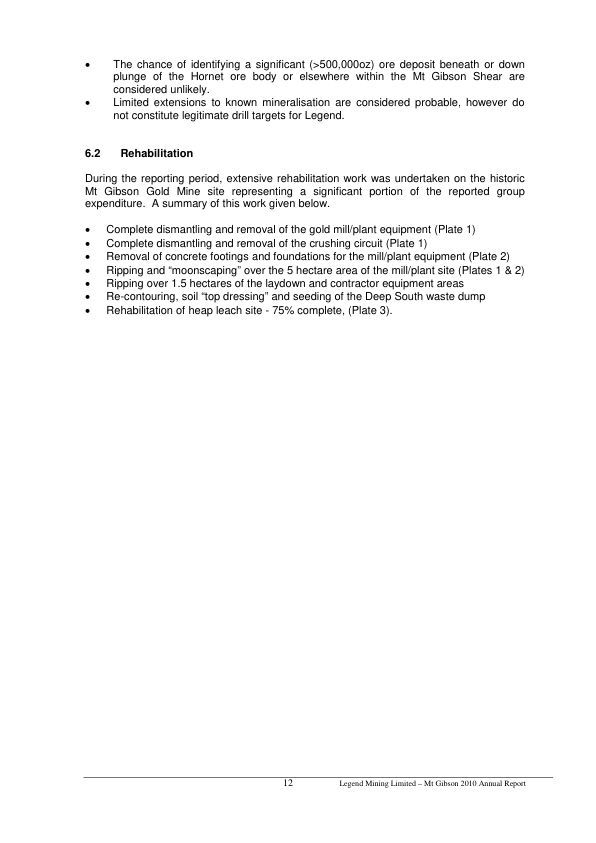 • The chance of identifying a significant (>500,000oz) ore deposit beneath or down
plunge of the Hornet ore body or elsewhere within the Mt Gibson Shear are
considered unlikely.
• Limited extensions to known mineralisation are considered probable, however do
not constitute legitimate drill targets for Legend.
6.2 Rehabilitation
During the reporting period, extensive rehabilitation work was undertaken on the historic
Mt Gibson Gold Mine site representing a significant portion of the reported group
expenditure. A summary of this work given below.
• Complete dismantling and removal of the gold mill/plant equipment (Plate 1)
• Complete dismantling and removal of the crushing circuit (Plate 1)
• Removal of concrete footings and foundations for the mill/plant equipment (Plate 2)
• Ripping and “moonscaping” over the 5 hectare area of the mill/plant site (Plates 1 & 2)
• Ripping over 1.5 hectares of the laydown and contractor equipment areas
• Re-contouring, soil “top dressing” and seeding of the Deep South waste dump
• Rehabilitation of heap leach site - 75% complete, (Plate 3).
12 Legend Mining Limited – Mt Gibson 2010 Annual Report